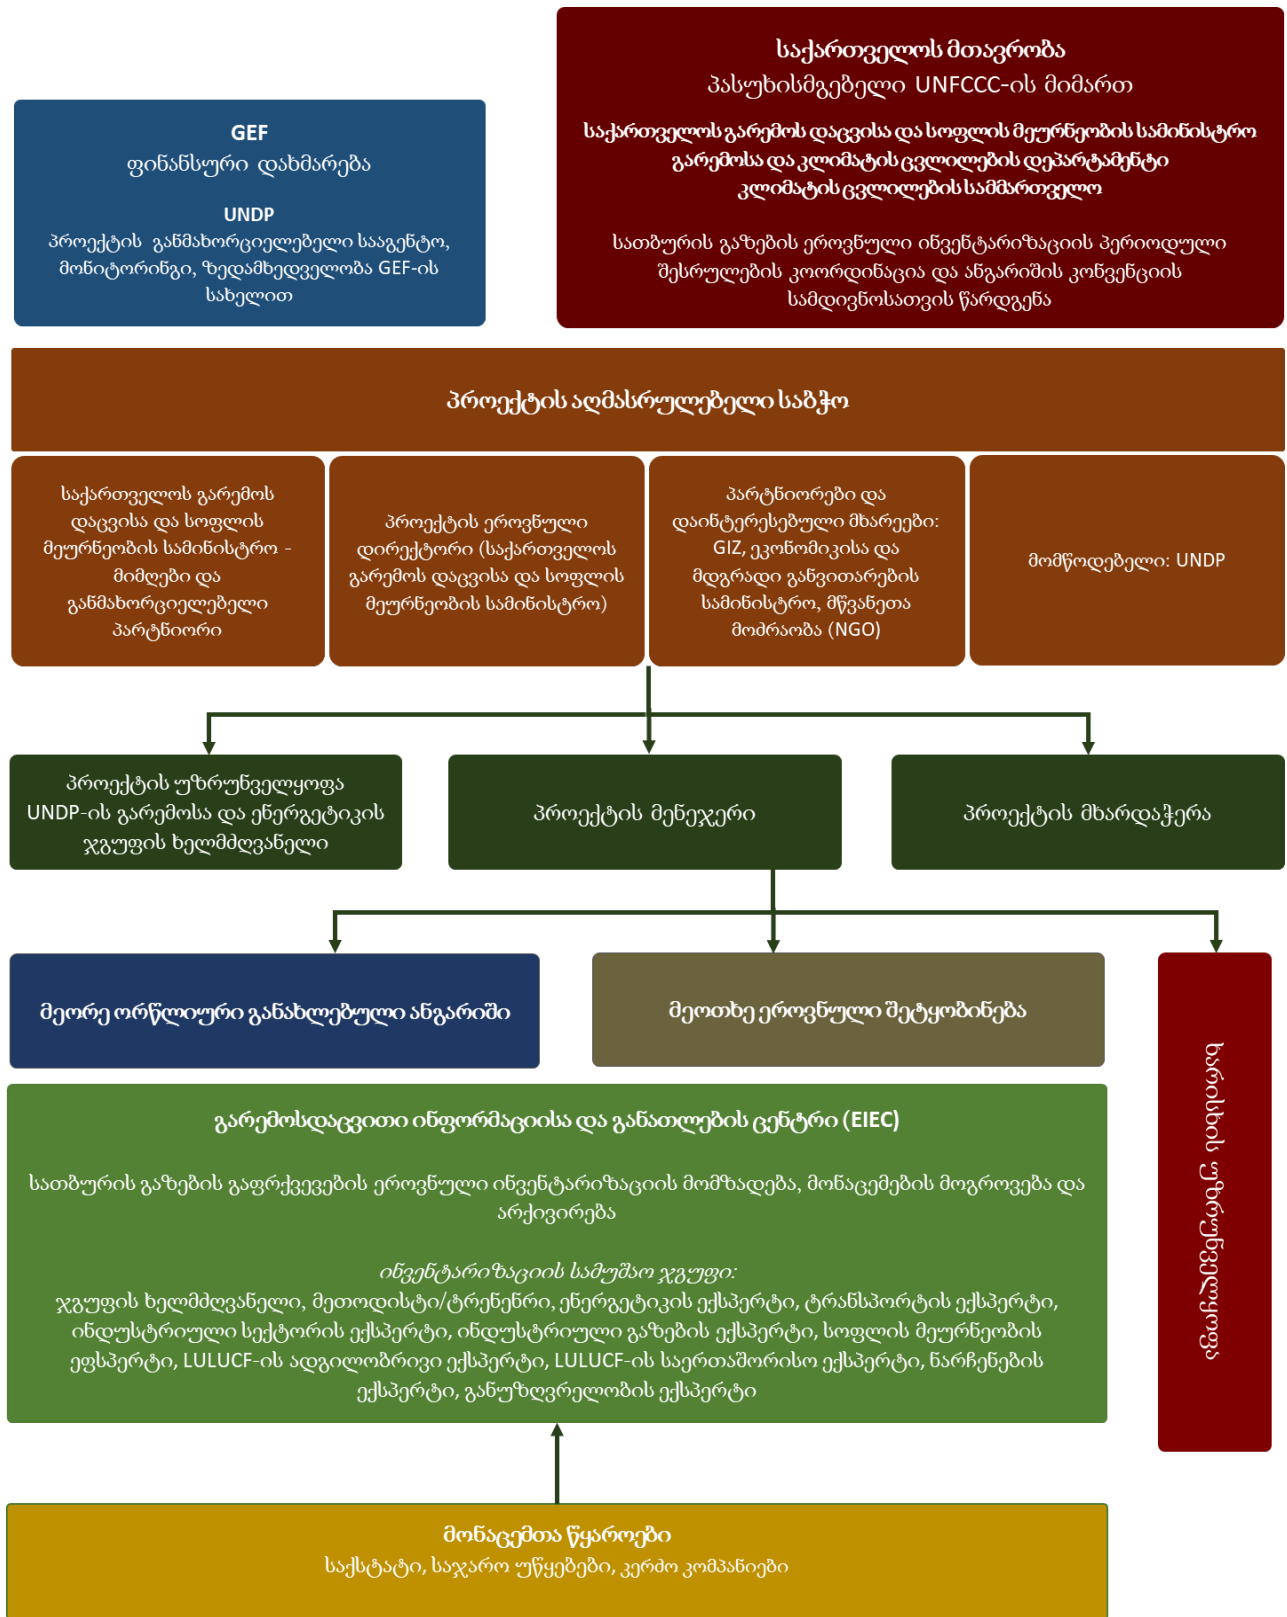 საქართველოს მთავრობა
პასუხისმგებელი UNFCCC-ის მიმართ
საქართველოს გარემოს დაცვისა და სოფლის მეურნეობის სამინისტრო
გარემოსა და კლიმატის ცვლილების დეპარტამენტი
კლიმატის ცვლილების სამმართველო
სათბურის გაზების ეროვნული ინვენტარიზაციის პერიოდული
შესრულების კოორდინაცია და ანგარიშის კონვენციის
სამდივნოსათვის წარდგენა
GEF
ფინანსური დახმარება
UNDP
პროექტის განმახორციელებელი სააგენტო,
მონიტორინგი, ზედამხედველობა GEF-ის
სახელით
პროექტის აღმასრულებელი საბჭო
საქართველოს გარემოს
დაცვისა და სოფლის
მეურნეობის სამინისტრო -
მიმღები და
განმახორციელებელი
პარტნიორი
პროექტის ეროვნული
დირექტორი (საქართველოს
გარემოს დაცვისა და სოფლის
მეურნეობის სამინისტრო)
პარტნიორები და
დაინტერესებული მხარეები:
GIZ, ეკონომიკისა და
მდგრადი განვითარების
სამინისტრო, მწვანეთა
მოძრაობა (NGO)
მომწოდებელი: UNDP
პროექტის უზრუნველყოფა
UNDP-ის გარემოსა და ენერგეტიკის
ჯგუფის ხელმძღვანელი
პროექტის მენეჯერი
პროექტის მხარდაჭერა
მეორე ორწლიური განახლებული ანგარიში
მეოთხე ეროვნული შეტყობინება
ხარისხის უზრუნველყოფა
გარემოსდაცვითი ინფორმაციისა და განათლების ცენტრი (EIEC)
სათბურის გაზების გაფრქვევების ეროვნული ინვენტარიზაციის მომზადება, მონაცემების მოგროვება და
არქივირება
ინვენტარიზაციის სამუშაო ჯგუფი:
ჯგუფის ხელმძღვანელი, მეთოდისტი/ტრენენრი, ენერგეტიკის ექსპერტი, ტრანსპორტის ექსპერტი,
ინდუსტრიული სექტორის ექსპერტი, ინდუსტრიული გაზების ექსპერტი, სოფლის მეურნეობის
ეფსპერტი, LULUCF-ის ადგილობრივი ექსპერტი, LULUCF-ის საერთაშორისო ექსპერტი, ნარჩენების
ექსპერტი, განუზღვრელობის ექსპერტი
მონაცემთა წყაროები
საქსტატი, საჯარო უწყებები, კერძო კომპანიები